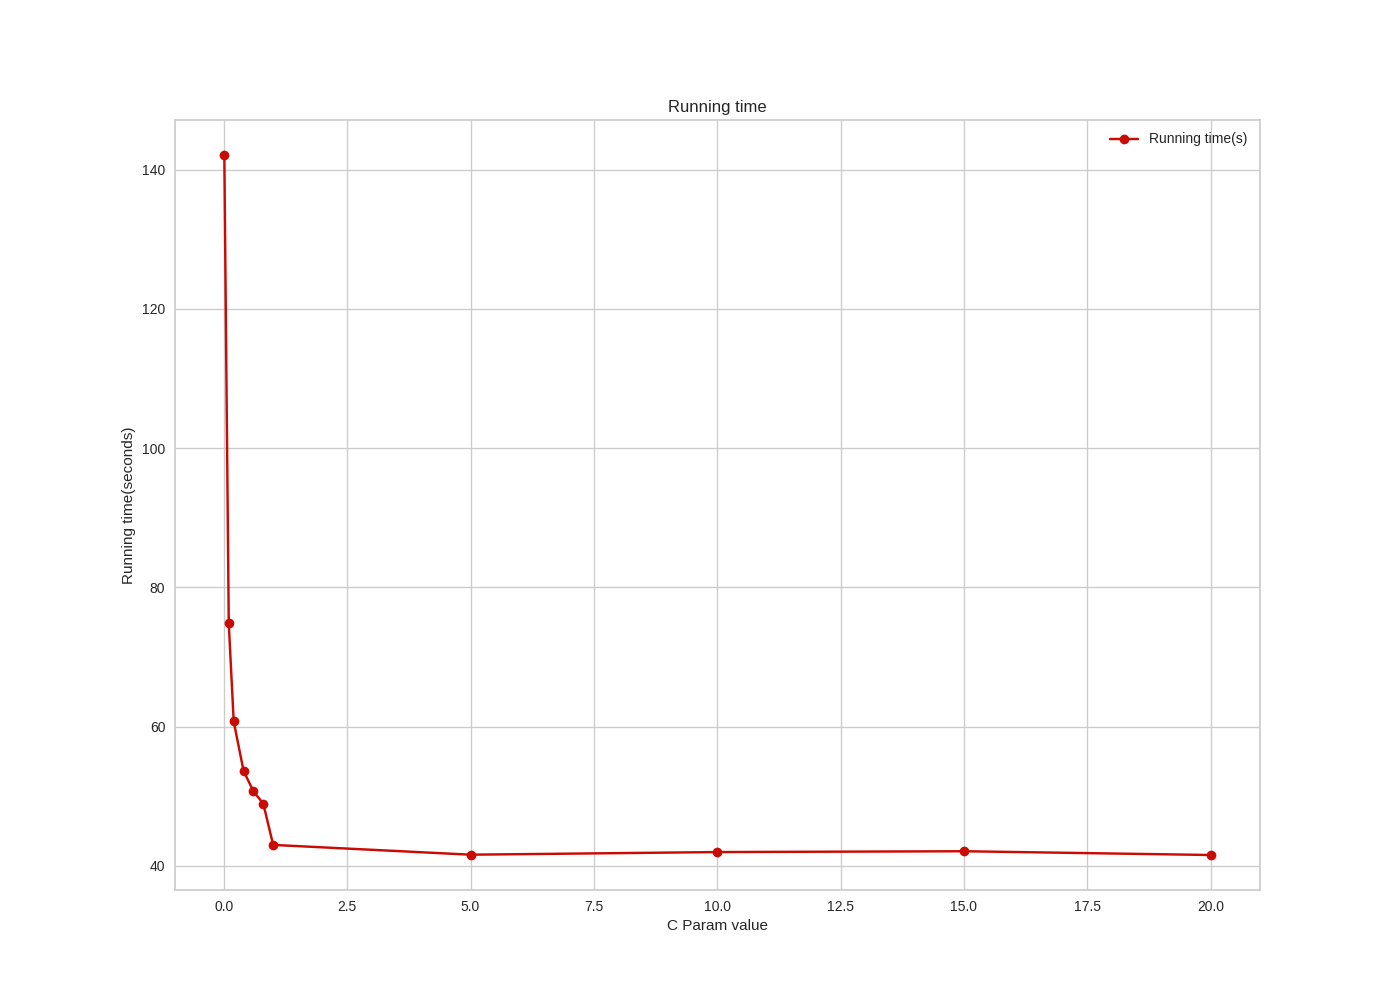 Running time
Running time(s)
140
120
100
80
60
40
Running time(seconds)
0.0 2.5 5.0 7.5 10.0 12.5 15.0 17.5 20.0
C Param value